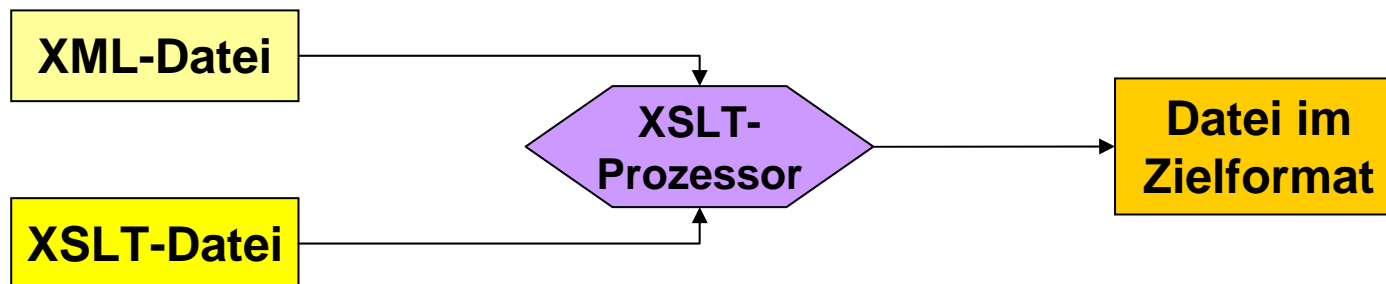 XML-Datei
XSLT-
Prozessor
Datei im
Zielformat
XSLT-Datei